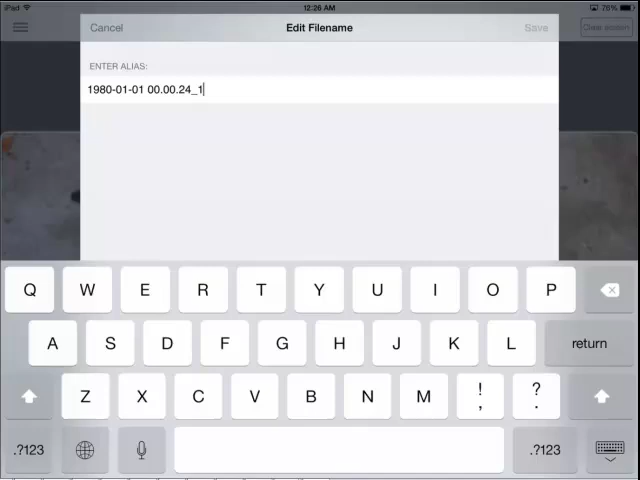 iPad 12:26 AM 78%
Cancel Edit Filename Save Clear session
ENTER ALIAS:
1980-01-01 00.00.24_1
Q W E R T Y U I O P
A S D F G H J K L return
Z X C V B N M ! , ? .
.?123 .?123